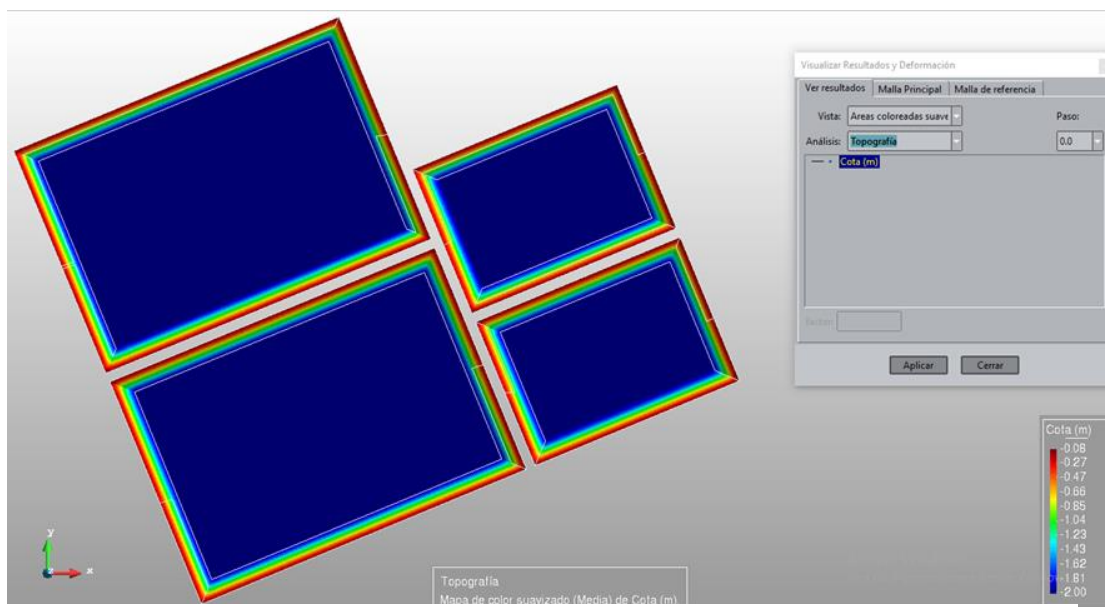 Visualizar Resultados y Deformación
Ver resultados Malla Principal Malla de referencia
Vista: Areas coloreadas suave Paso:
Análisis: Topografía 0.0
Cota (m)
Aplicar Cerrar
Cota (m)
-0.08
-0.27
-0.47
-0.66
-0.85
-1.04
-1.23
-1.43
-1.62
-1.81
-2.00
y
x
z
Topografía
Mapa de color suavizado (Media) de Cota (m)